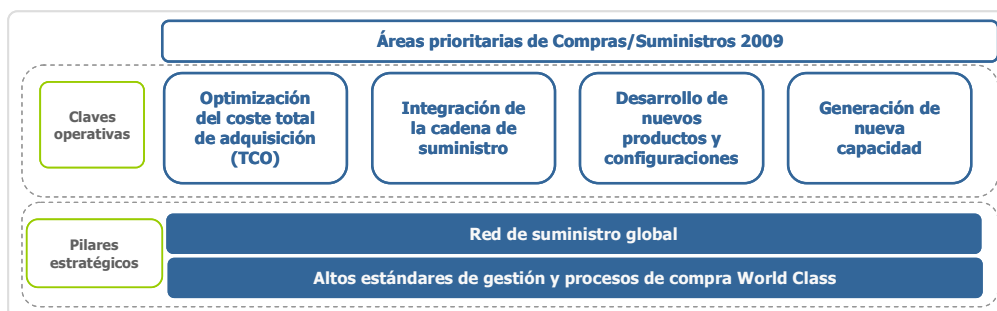 Áreas prioritarias de Compras/Suministros 2009
Claves
operativas
Optimización
del coste total
de adquisición
(TCO)
Integración de
la cadena de
suministro
Desarrollo de
nuevos
productos y
configuraciones
Generación de
nueva
capacidad
Pilares
estratégicos
Red de suministro global
Altos estándares de gestión y procesos de compra World Class